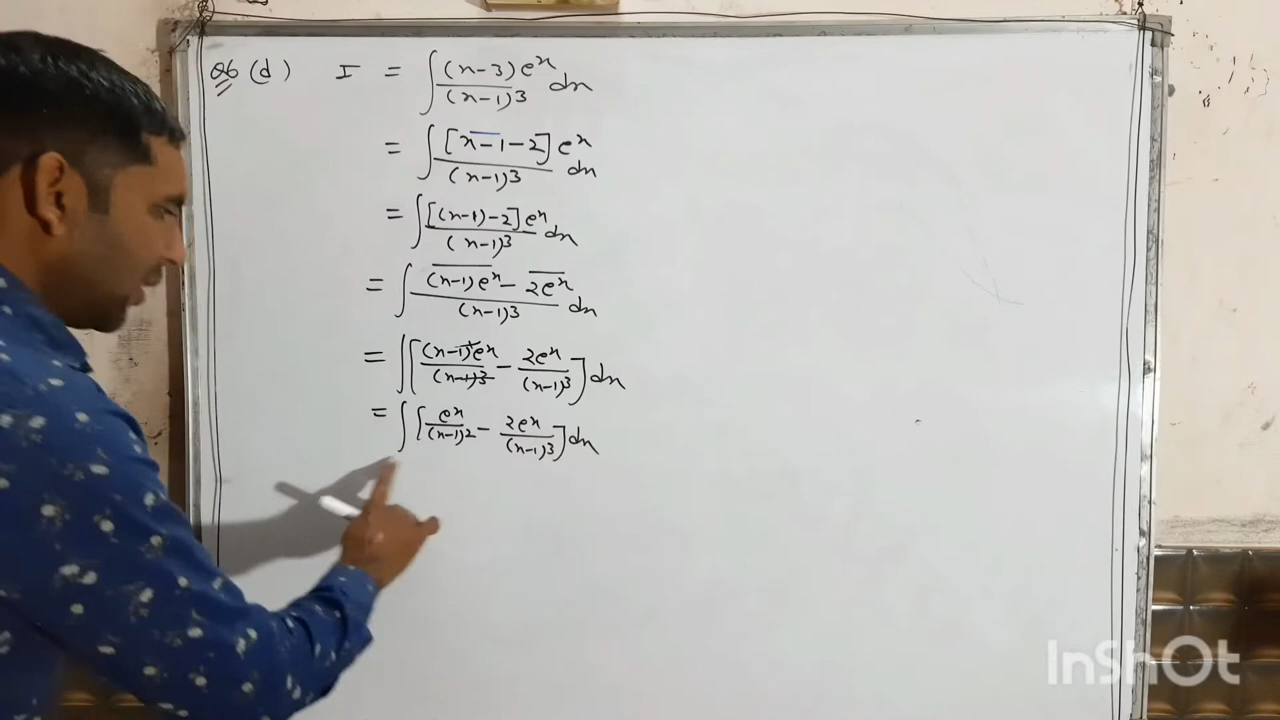 Q6 (d) I = ∫ (x-3)e^x / (x-1)^3 dx
= ∫ [x-1-2] e^x / (x-1)^3 dx
= ∫ [(x-1)-2]e^x / (x-1)^3 dx
= ∫ (x-1)e^x - 2e^x / (x-1)^3 dx
= ∫ [(x-1)e^x / (x-1)^3 - 2e^x / (x-1)^3] dx
= ∫ [e^x / (x-1)^2 - 2e^x / (x-1)^3] dx
InShOt